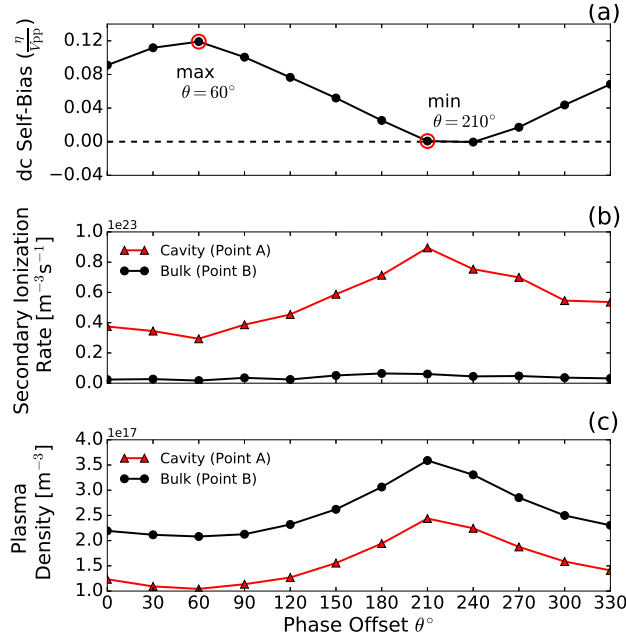 (a)
dc Self-Bias (η/Vpp)
0.12
0.08
0.04
0.00
−0.04
max
θ = 60°
min
θ = 210°
(b)
1e23
Secondary Ionization
Rate [m⁻³s⁻¹]
1.0
0.8
0.6
0.4
0.2
0.0
Cavity (Point A)
Bulk (Point B)
(c)
1e17
Plasma
Density [m⁻³]
4.0
3.5
3.0
2.5
2.0
1.5
1.0
Cavity (Point A)
Bulk (Point B)
0 30 60 90 120 150 180 210 240 270 300 330
Phase Offset θ°